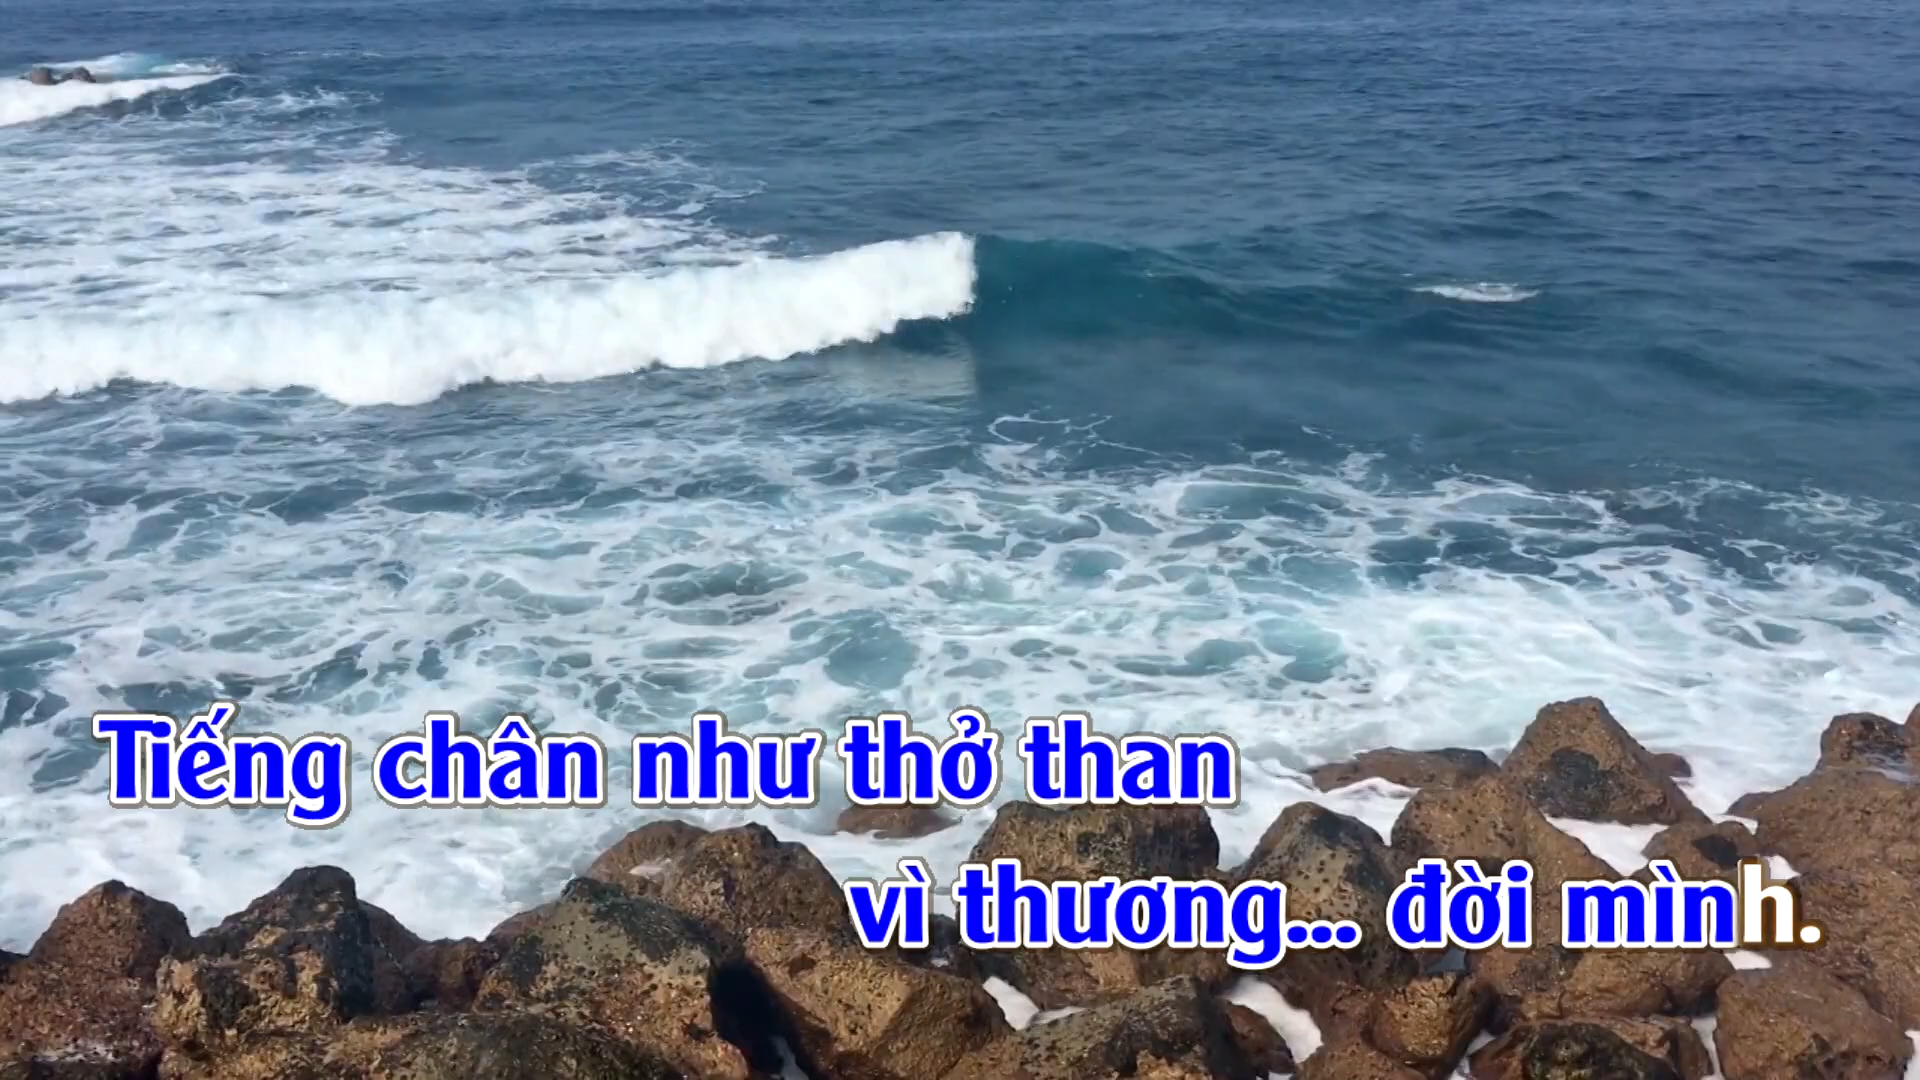 Tiếng chân như thở than
vì thương... đời mình.